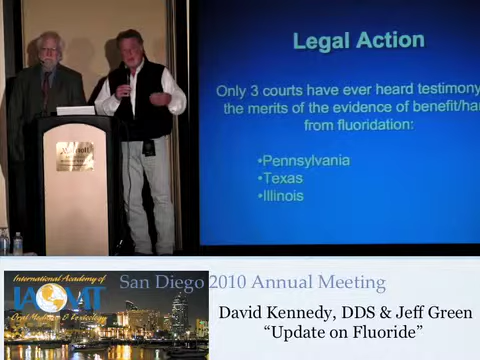 Legal Action
Only 3 courts have ever heard testimony
the merits of the evidence of benefit/ha
from fluoridation:
•Pennsylvania
•Texas
•Illinois
Marriott
International Academy of
IAOMT
Oral Medicine & Toxicology
San Diego 2010 Annual Meeting
David Kennedy, DDS & Jeff Green
“Update on Fluoride”